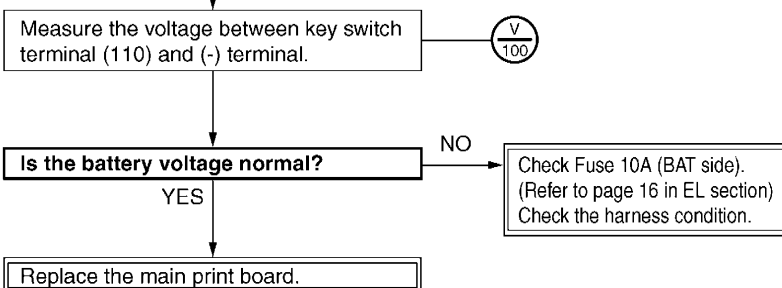 Measure the voltage between key switch
terminal (110) and (-) terminal.
V
100
Is the battery voltage normal?
NO
YES
Check Fuse 10A (BAT side).
(Refer to page 16 in EL section)
Check the harness condition.
Replace the main print board.